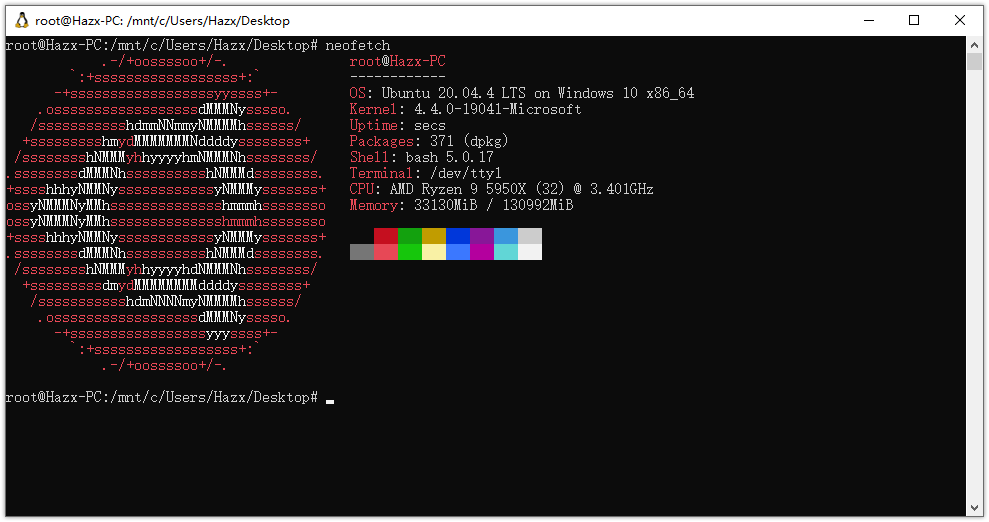 root@Hazx-PC: /mnt/c/Users/Hazx/Desktop
root@Hazx-PC:/mnt/c/Users/Hazx/Desktop# neofetch
.-/+oossssoo+/-. root@Hazx-PC
`:+ssssssssssssssssss+:` ------------
-+ssssssssssssssssssyyssss+- OS: Ubuntu 20.04.4 LTS on Windows 10 x86_64
.ossssssssssssssssssdMMMNysssso. Kernel: 4.4.0-19041-Microsoft
/ssssssssssshdmmNNmmyNMMMMhssssss/ Uptime: secs
+ssssssssshmydMMMMMMMNddddyssssssss+ Packages: 371 (dpkg)
/sssssssshNMMMyhhyyyyhmNMMMNhssssssss/ Shell: bash 5.0.17
.ssssssssdMMMNhsssssssssshNMMMdssssssss. Terminal: /dev/tty1
+sssshhhyNMMNyssssssssssssyNMMMysssssss+ CPU: AMD Ryzen 9 5950X (32) @ 3.401GHz
ossyNMMMNyMMhsssssssssssssshmmmhssssssso Memory: 33130MiB / 130992MiB
ossyNMMMNyMMhsssssssssssssshmmmhssssssso
+sssshhhyNMMNyssssssssssssyNMMMysssssss+
.ssssssssdMMMNhsssssssssshNMMMdssssssss.
/sssssssshNMMMyhhyyyyhdNMMMNhssssssss/
+sssssssssdmydMMMMMMMMddddyssssssss+
/ssssssssssshdmNNNNmyNMMMMhssssss/
.ossssssssssssssssssdMMMNysssso.
-+sssssssssssssssssyyyssss+-
`:+ssssssssssssssssss+:`
.-/+oossssoo+/-.
root@Hazx-PC:/mnt/c/Users/Hazx/Desktop#